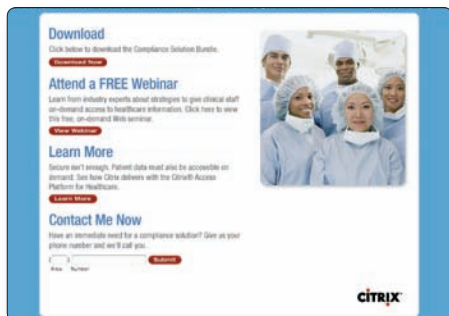 Download
Click below to download the Compliance Solution Bundle.
Download Now
Attend a FREE Webinar
Learn from industry experts about strategies to give clinical staff
on-demand access to healthcare information. Click here to view
this free, on-demand Web seminar.
View Webinar
Learn More
Secure isn't enough. Patient data must also be accessible on
demand. See how Citrix delivers with the Citrix® Access
Platform for Healthcare.
Learn More
Contact Me Now
Have an immediate need for a compliance solution? Give us your
phone number and we'll call you.
( ) Submit
Area Number
CITRIX